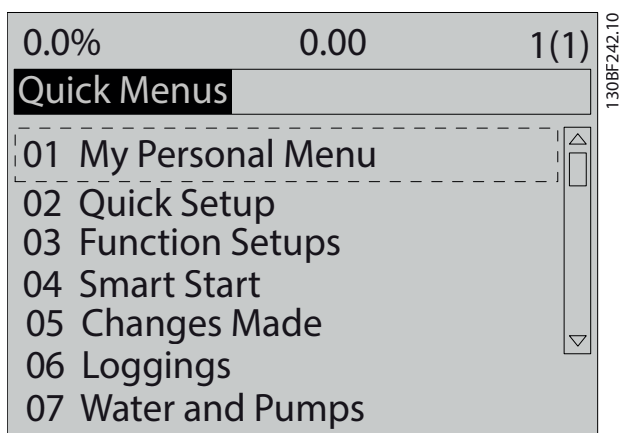 0.0% 0.00 1(1)
Quick Menus
01 My Personal Menu
02 Quick Setup
03 Function Setups
04 Smart Start
05 Changes Made
06 Loggings
07 Water and Pumps
130BF242.10